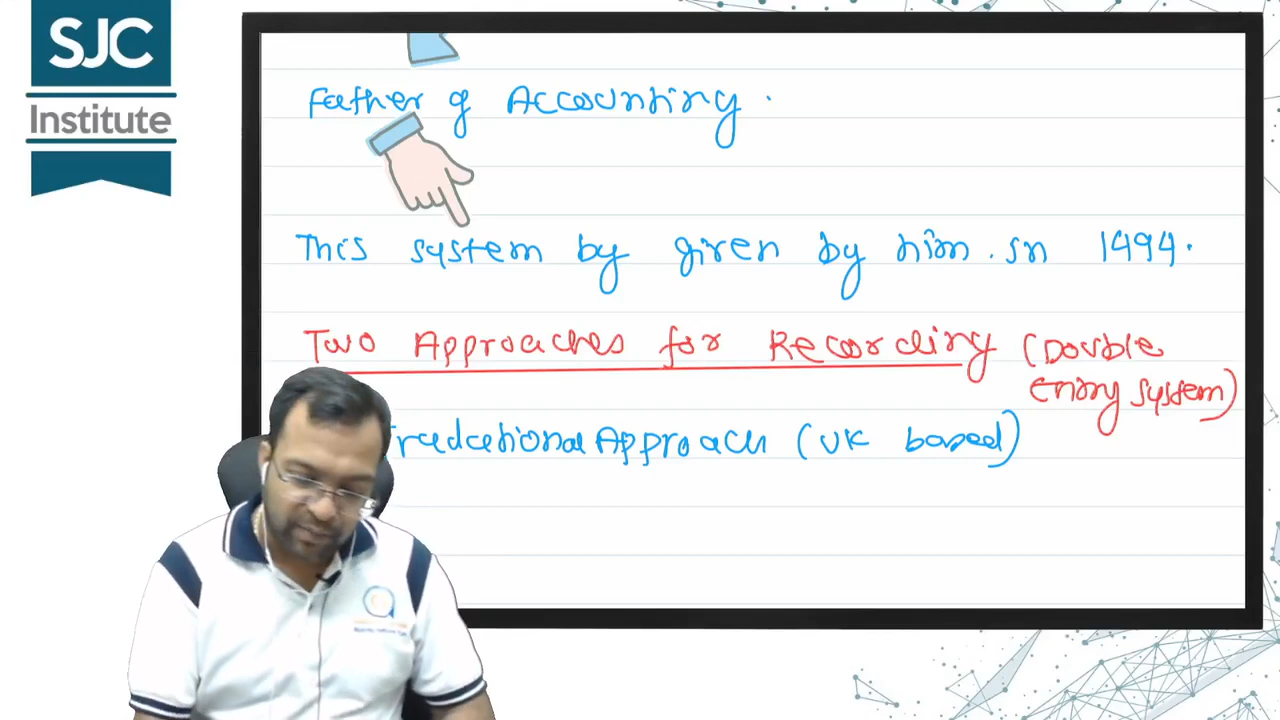 SJC
Institute
Father of Accounting.
This system by given by him. In 1494.
Two Approaches for Recording (Double
entry system)
Tradational Approach (UK based)